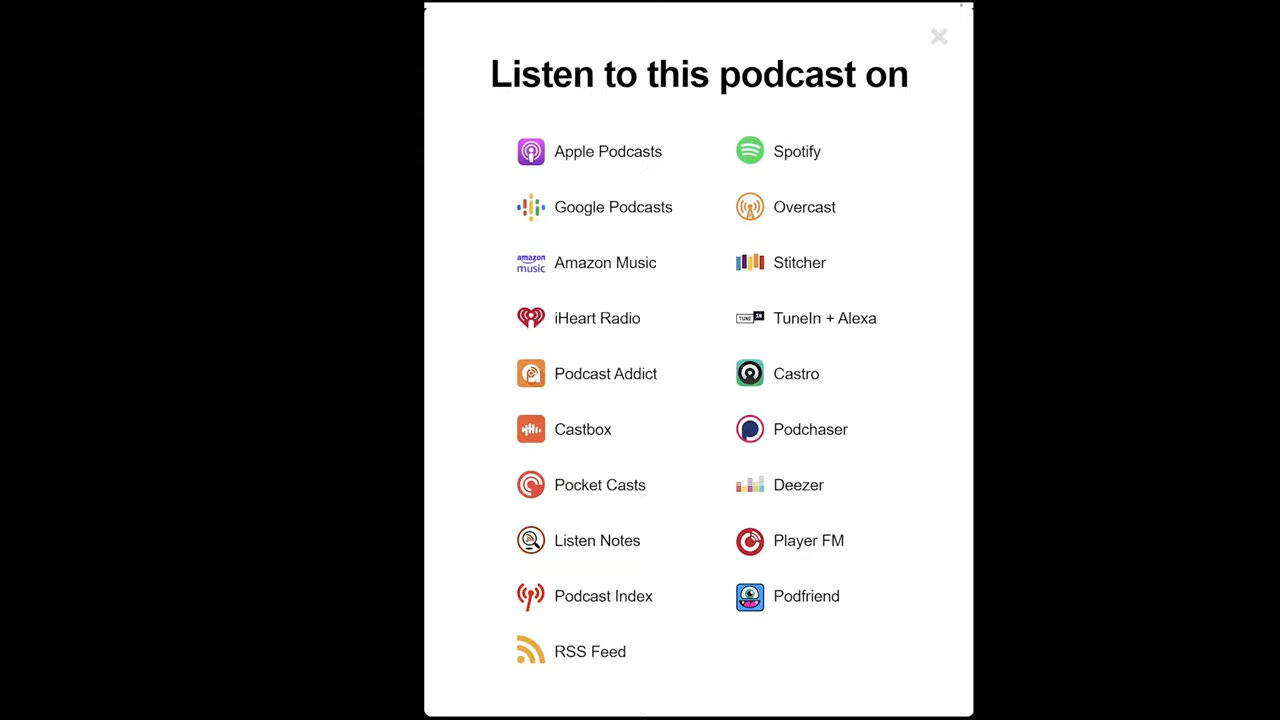 Listen to this podcast on
Apple Podcasts
Spotify
Google Podcasts
Overcast
amazon
music
Amazon Music
Stitcher
iHeart Radio
TUNE IN
TuneIn + Alexa
Podcast Addict
Castro
Castbox
Podchaser
Pocket Casts
Deezer
Listen Notes
Player FM
Podcast Index
Podfriend
RSS Feed